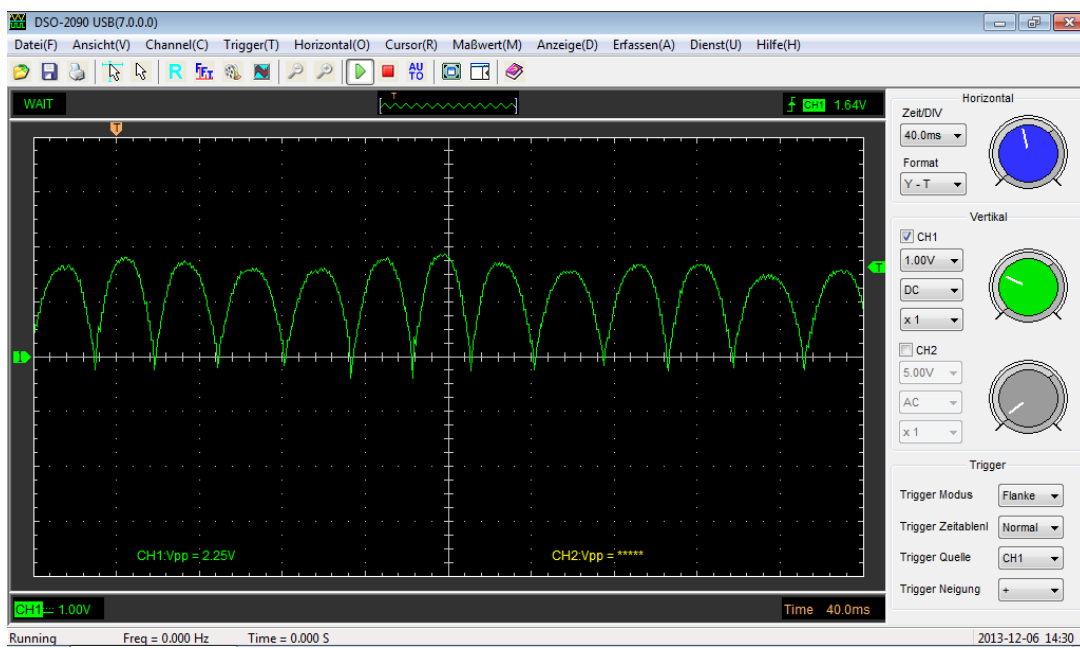 DSO-2090 USB(7.0.0.0)
Datei(F) Ansicht(V) Channel(C) Trigger(T) Horizontal(O) Cursor(R) Maßwert(M) Anzeige(D) Erfassen(A) Dienst(U) Hilfe(H)
R FFT AUTO
WAIT T CH1 1.64V
T
T
1
CH1:Vpp = 2.25V CH2:Vpp = *****
CH1 1.00V Time 40.0ms
Horizontal
Zeit/DIV
40.0ms
Format
Y - T
Vertikal
CH1
1.00V
DC
x 1
CH2
5.00V
AC
x 1
Trigger
Trigger Modus Flanke
Trigger Zeitablenl Normal
Trigger Quelle CH1
Trigger Neigung +
Running Freq = 0.000 Hz Time = 0.000 S 2013-12-06 14:30